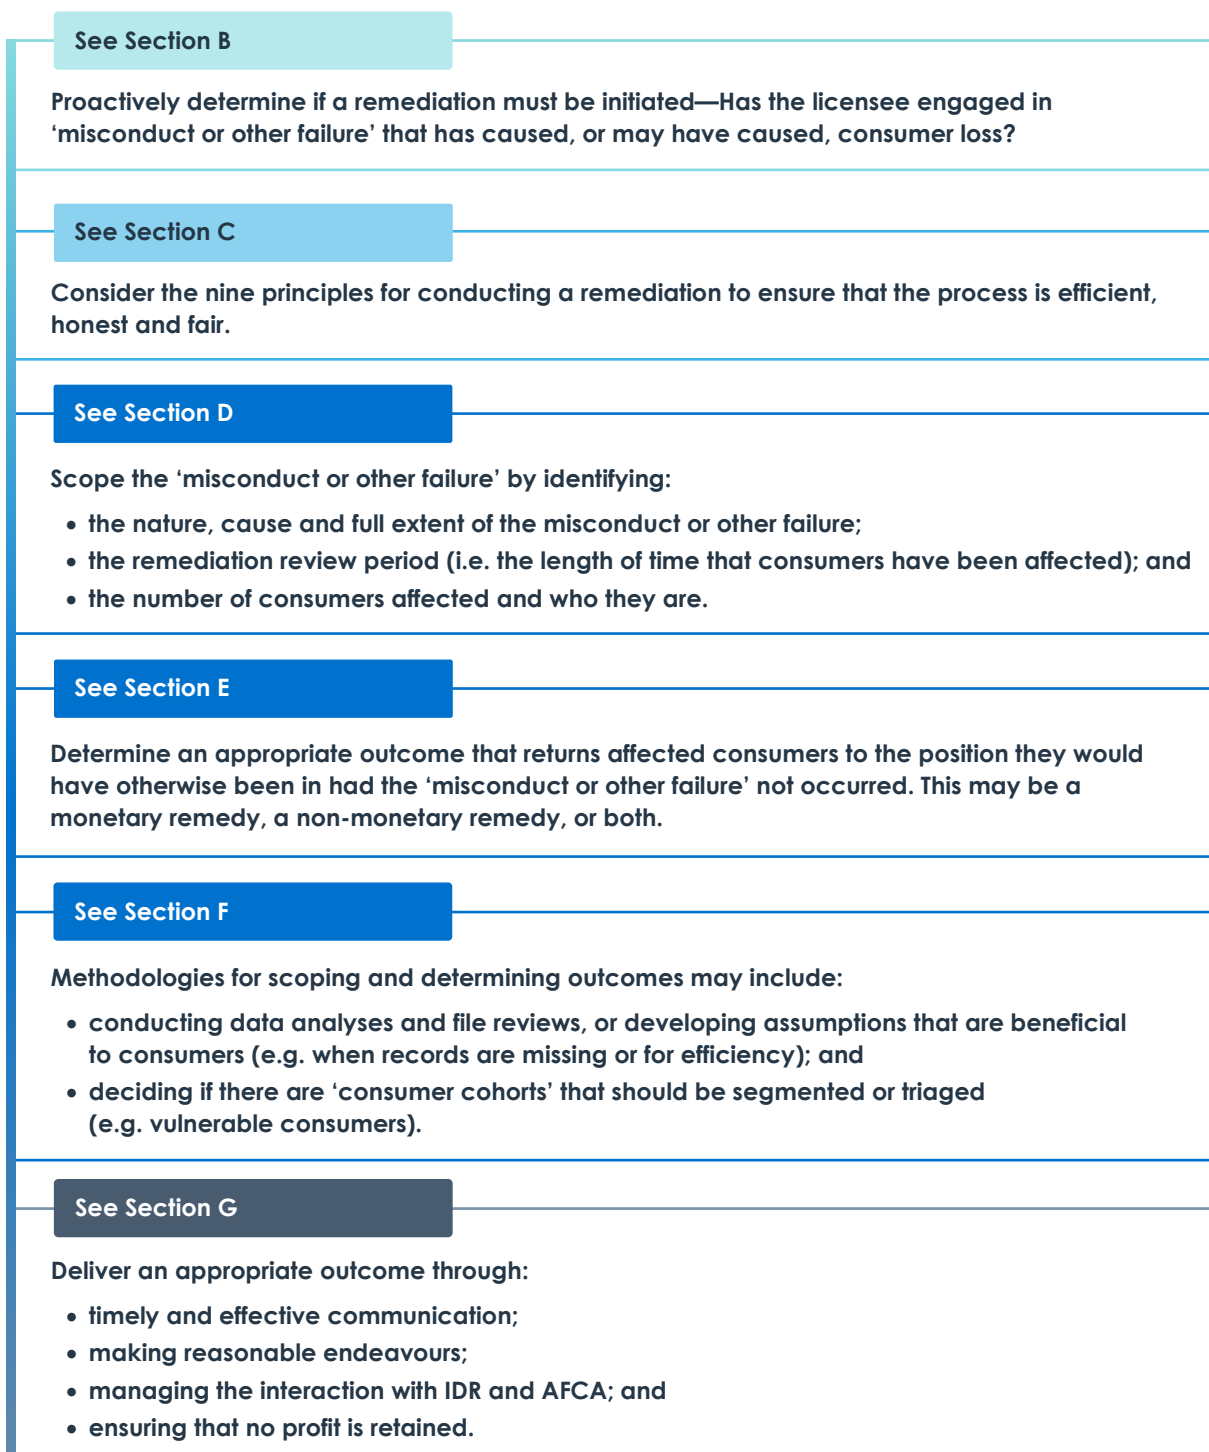 See Section B
Proactively determine if a remediation must be initiated—Has the licensee engaged in
‘misconduct or other failure’ that has caused, or may have caused, consumer loss?
See Section C
Consider the nine principles for conducting a remediation to ensure that the process is efficient,
honest and fair.
See Section D
Scope the ‘misconduct or other failure’ by identifying:
• the nature, cause and full extent of the misconduct or other failure;
• the remediation review period (i.e. the length of time that consumers have been affected); and
• the number of consumers affected and who they are.
See Section E
Determine an appropriate outcome that returns affected consumers to the position they would
have otherwise been in had the ‘misconduct or other failure’ not occurred. This may be a
monetary remedy, a non-monetary remedy, or both.
See Section F
Methodologies for scoping and determining outcomes may include:
• conducting data analyses and file reviews, or developing assumptions that are beneficial
to consumers (e.g. when records are missing or for efficiency); and
• deciding if there are ‘consumer cohorts’ that should be segmented or triaged
(e.g. vulnerable consumers).
See Section G
Deliver an appropriate outcome through:
• timely and effective communication;
• making reasonable endeavours;
• managing the interaction with IDR and AFCA; and
• ensuring that no profit is retained.